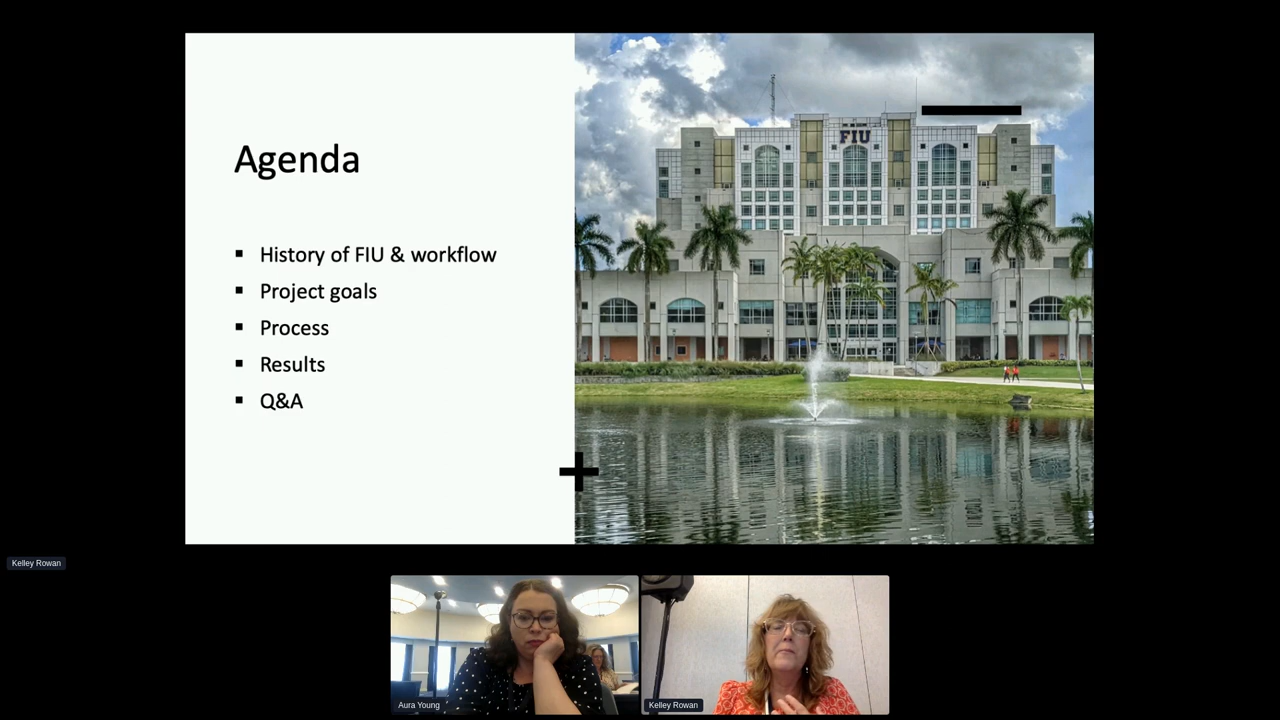 Agenda
History of FIU & workflow
Project goals
Process
Results
Q&A
FIU
Kelley Rowan
Aura Young
Kelley Rowan